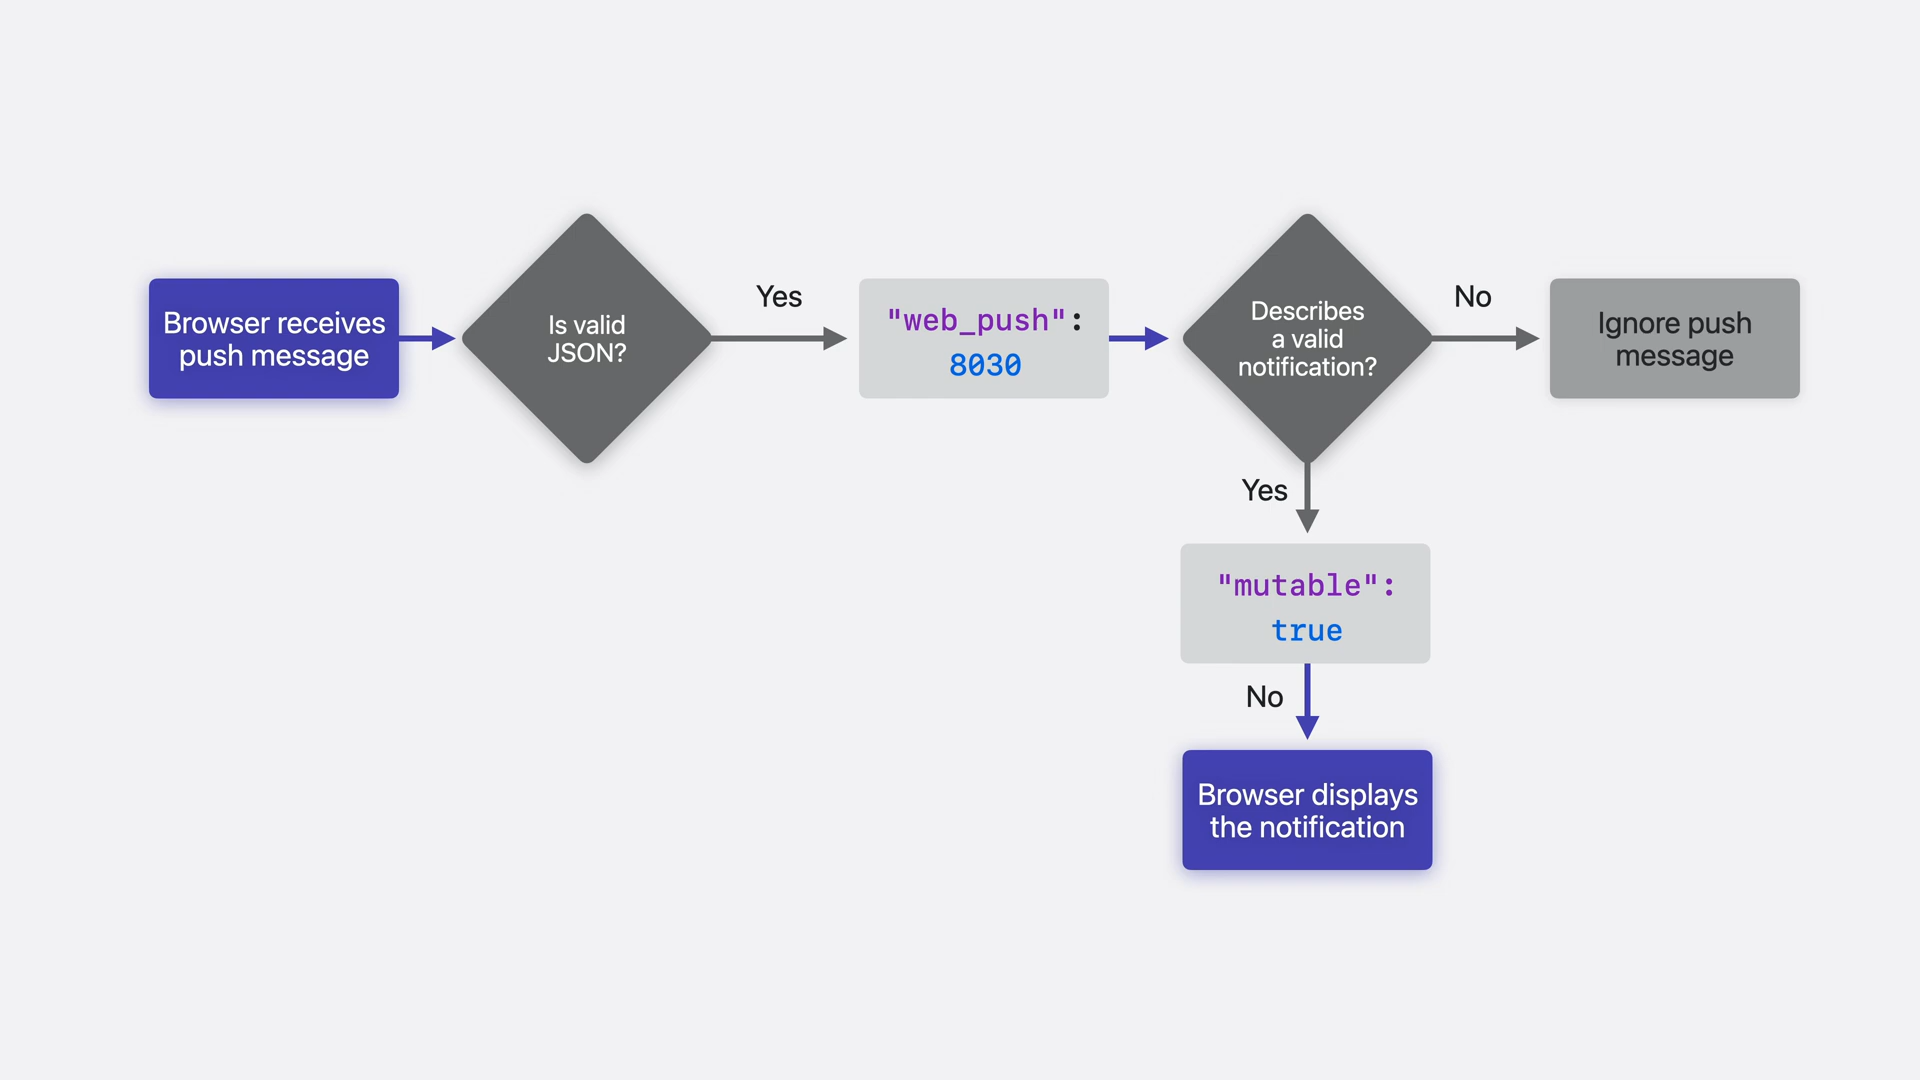 Browser receives
push message
Is valid
JSON?
Yes
"web_push":
8030
Describes
a valid
notification?
No
Ignore push
message
Yes
"mutable":
true
No
Browser displays
the notification